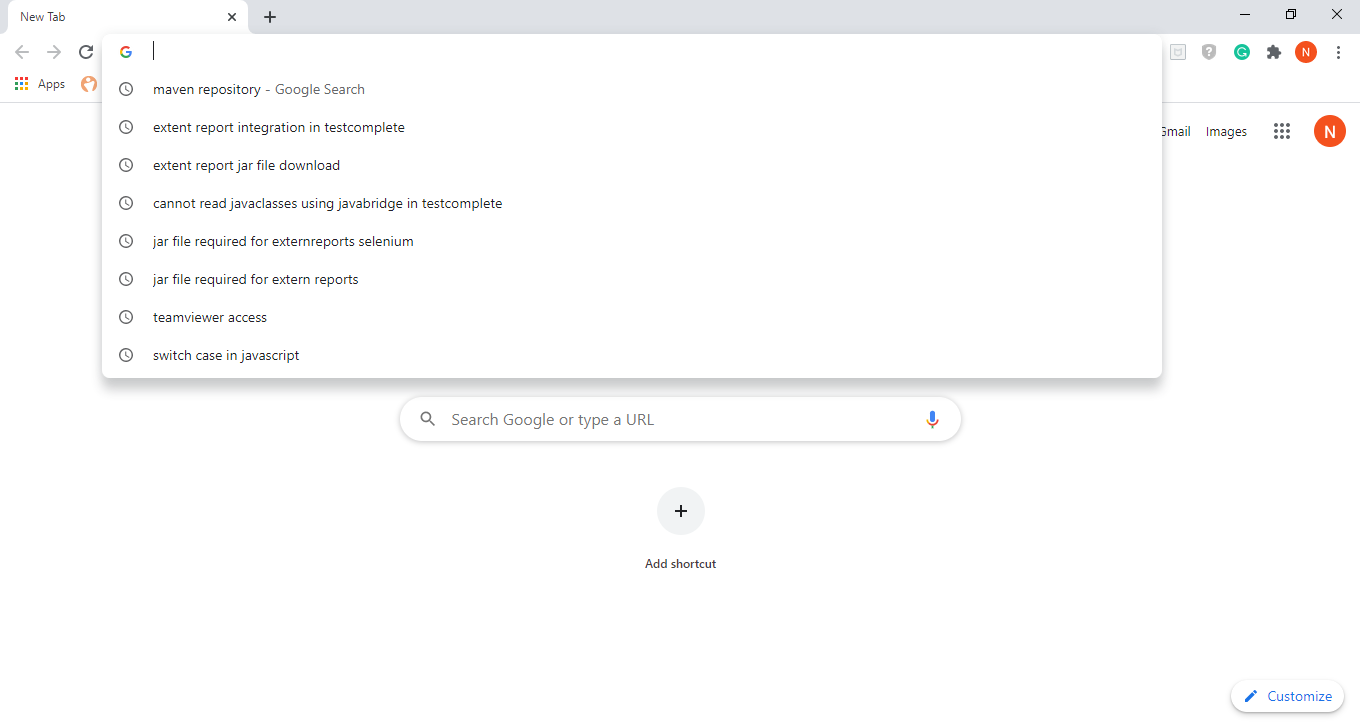 New Tab
Apps
maven repository - Google Search
extent report integration in testcomplete
extent report jar file download
cannot read javaclasses using javabridge in testcomplete
jar file required for externreports selenium
jar file required for extern reports
teamviewer access
switch case in javascript
Gmail Images N
N
Search Google or type a URL
Add shortcut
Customize